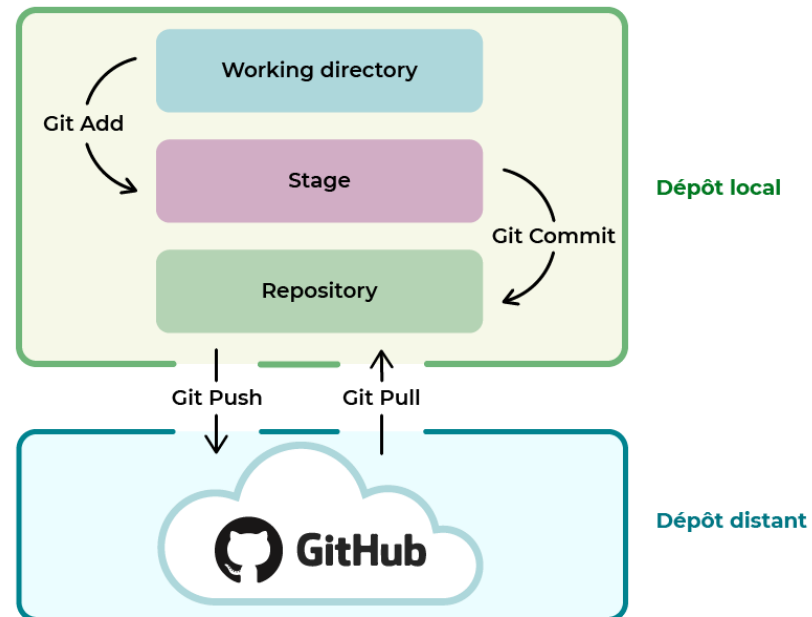 Working directory
Git Add
Stage
Dépôt local
Git Commit
Repository
Git Push
Git Pull
GitHub
Dépôt distant